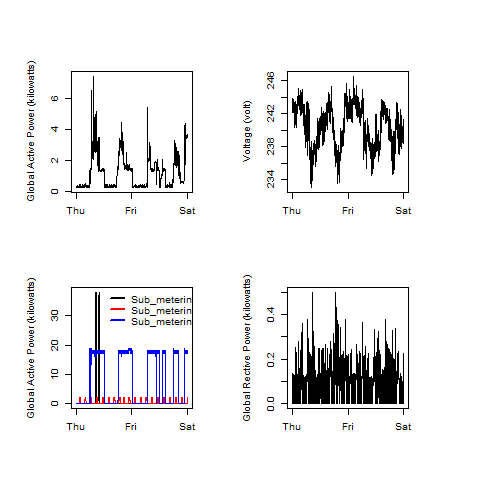 Global Active Power (kilowatts)
0 2 4 6
Thu Fri Sat
Voltage (volt)
234 238 242 246
Thu Fri Sat
Global Active Power (kilowatts)
0 10 20 30
Sub_meterin
Sub_meterin
Sub_meterin
Thu Fri Sat
Global Rective Power (kilowatts)
0.0 0.2 0.4
Thu Fri Sat